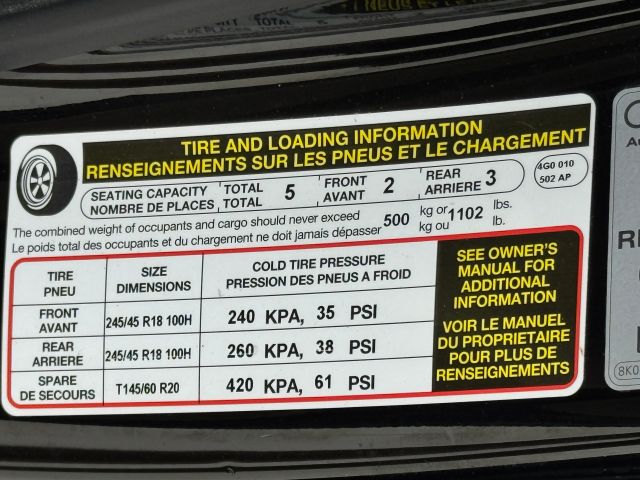 TIRE AND LOADING INFORMATION
RENSEIGNEMENTS SUR LES PNEUS ET LE CHARGEMENT
SEATING CAPACITY TOTAL 5 FRONT 2 REAR 3
NOMBRE DE PLACES TOTAL AVANT ARRIERE
4G0 010
502 AP
The combined weight of occupants and cargo should never exceed 500 kg or 1102 lbs.
Le poids total des occupants et du chargement ne doit jamais dépasser kg ou lb.
TIRE SIZE COLD TIRE PRESSURE
PNEU DIMENSIONS PRESSION DES PNEUS A FROID
FRONT
AVANT 245/45 R18 100H 240 KPA, 35 PSI
REAR
ARRIERE 245/45 R18 100H 260 KPA, 38 PSI
SPARE
DE SECOURS T145/60 R20 420 KPA, 61 PSI
SEE OWNER'S
MANUAL FOR
ADDITIONAL
INFORMATION
VOIR LE MANUEL
DU PROPRIETAIRE
POUR PLUS DE
RENSEIGNEMENTS
8K0